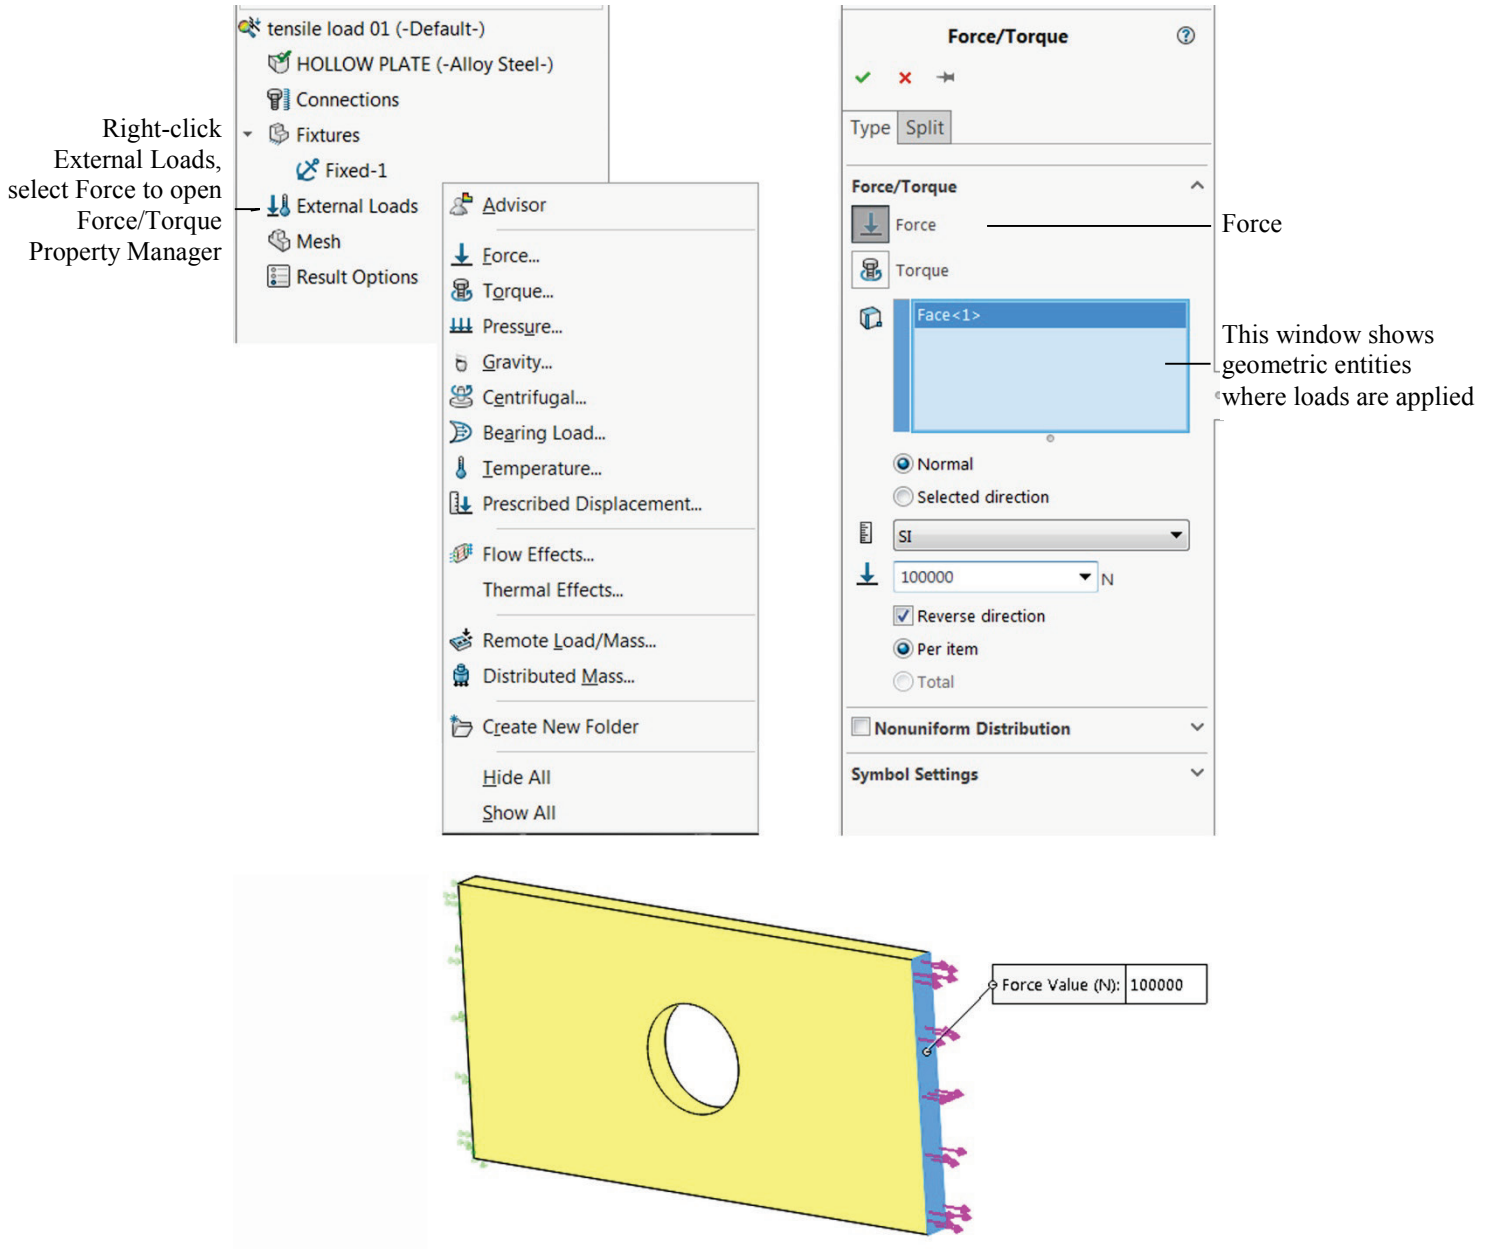 tensile load 01 (-Default-)
HOLLOW PLATE (-Alloy Steel-)
Connections
Fixtures
Fixed-1
External Loads
Mesh
Result Options
Right-click
External Loads,
select Force to open
Force/Torque
Property Manager
Advisor
Force...
Torque...
Pressure...
Gravity...
Centrifugal...
Bearing Load...
Temperature...
Prescribed Displacement...
Flow Effects...
Thermal Effects...
Remote Load/Mass...
Distributed Mass...
Create New Folder
Hide All
Show All
Force/Torque
Type Split
Force/Torque
Force
Torque
Face<1>
Normal
Selected direction
SI
100000 N
Reverse direction
Per item
Total
Nonuniform Distribution
Symbol Settings
Force
This window shows
geometric entities
where loads are applied
Force Value (N): 100000